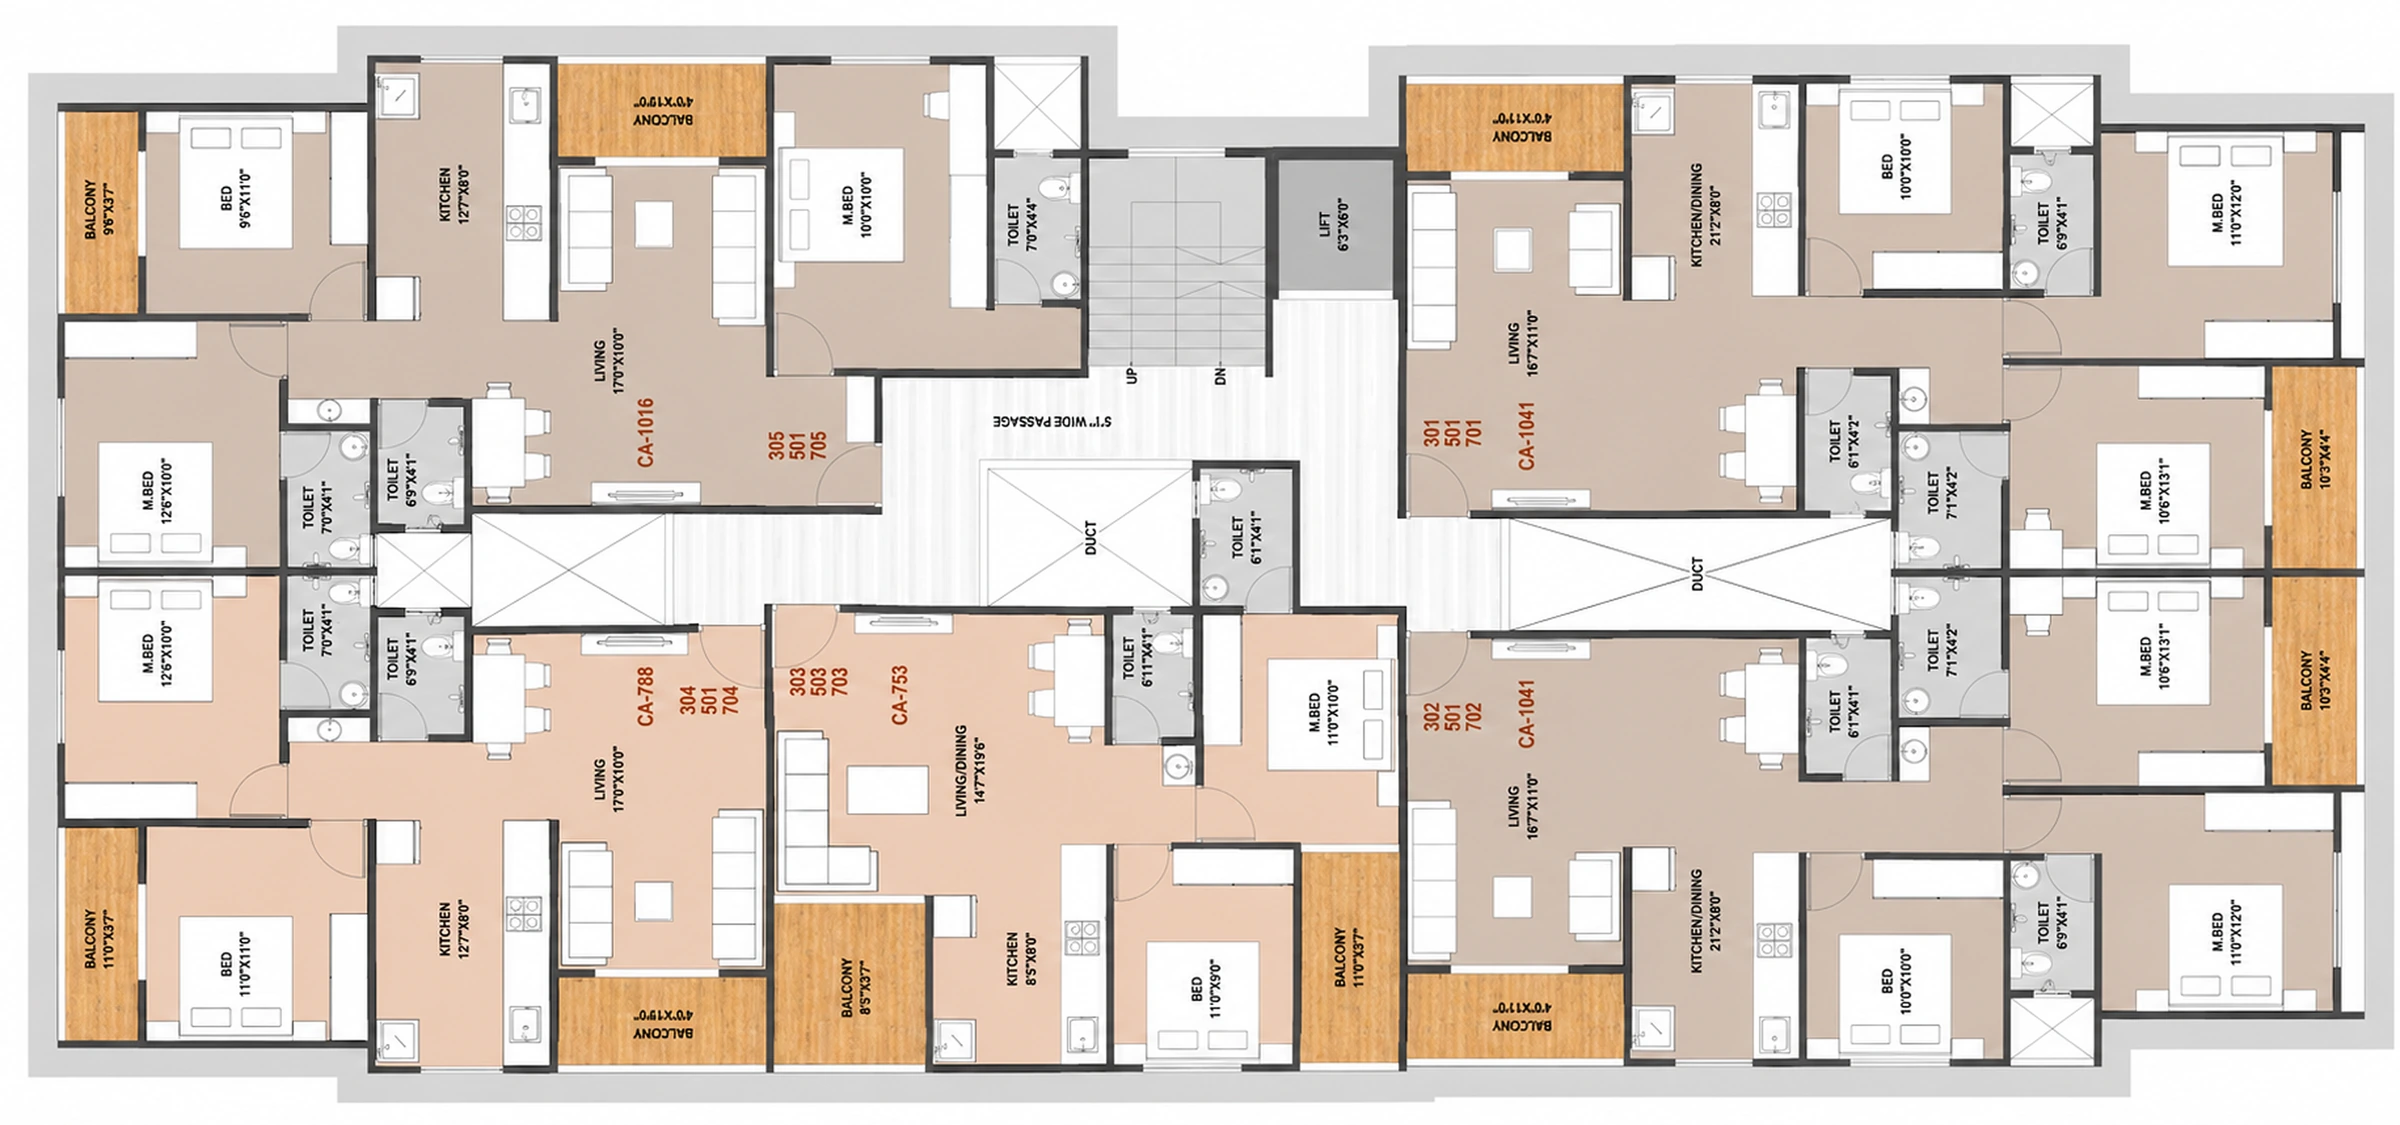 BALCONY
9'6"X3'7"
BED
9'6"X11'0"
KITCHEN
12'7"X8'0"
BALCONY
4'0"X19'0"
M.BED
10'0"X10'0"
TOILET
7'0"X4'4"
LIFT
6'3"X6'0"
UP
DN
LIVING
17'0"X10'0"
CA-1016
305
501
705
M.BED
12'6"X10'0"
TOILET
7'0"X4'1"
TOILET
6'9"X4'1"
5'1" WIDE PASSAGE
DUCT
TOILET
6'1"X4'1"
BALCONY
4'0"X11'0"
KITCHEN/DINING
21'2"X8'0"
BED
10'0"X10'0"
TOILET
6'9"X4'1"
M.BED
11'0"X12'0"
LIVING
16'7"X11'0"
301
501
701
CA-1041
TOILET
6'1"X4'2"
TOILET
7'1"X4'2"
M.BED
10'6"X13'1"
BALCONY
10'3"X4'4"
DUCT
M.BED
12'6"X10'0"
TOILET
7'0"X4'1"
TOILET
6'9"X4'1"
CA-788
304
501
704
LIVING
17'0"X10'0"
BALCONY
11'0"X3'7"
BED
11'0"X11'0"
KITCHEN
12'7"X8'0"
BALCONY
4'0"X19'0"
303
503
703
CA-753
LIVING/DINING
14'7"X19'6"
TOILET
6'11"X4'1"
M.BED
11'0"X10'0"
BALCONY
8'5"X3'7"
KITCHEN
8'5"X8'0"
BED
11'0"X9'0"
BALCONY
11'0"X3'7"
302
501
702
CA-1041
LIVING
16'7"X11'0"
TOILET
6'1"X4'1"
TOILET
7'1"X4'2"
M.BED
10'6"X13'1"
BALCONY
10'3"X4'4"
BALCONY
4'0"X11'0"
KITCHEN/DINING
21'2"X8'0"
BED
10'0"X10'0"
TOILET
6'9"X4'1"
M.BED
11'0"X12'0"